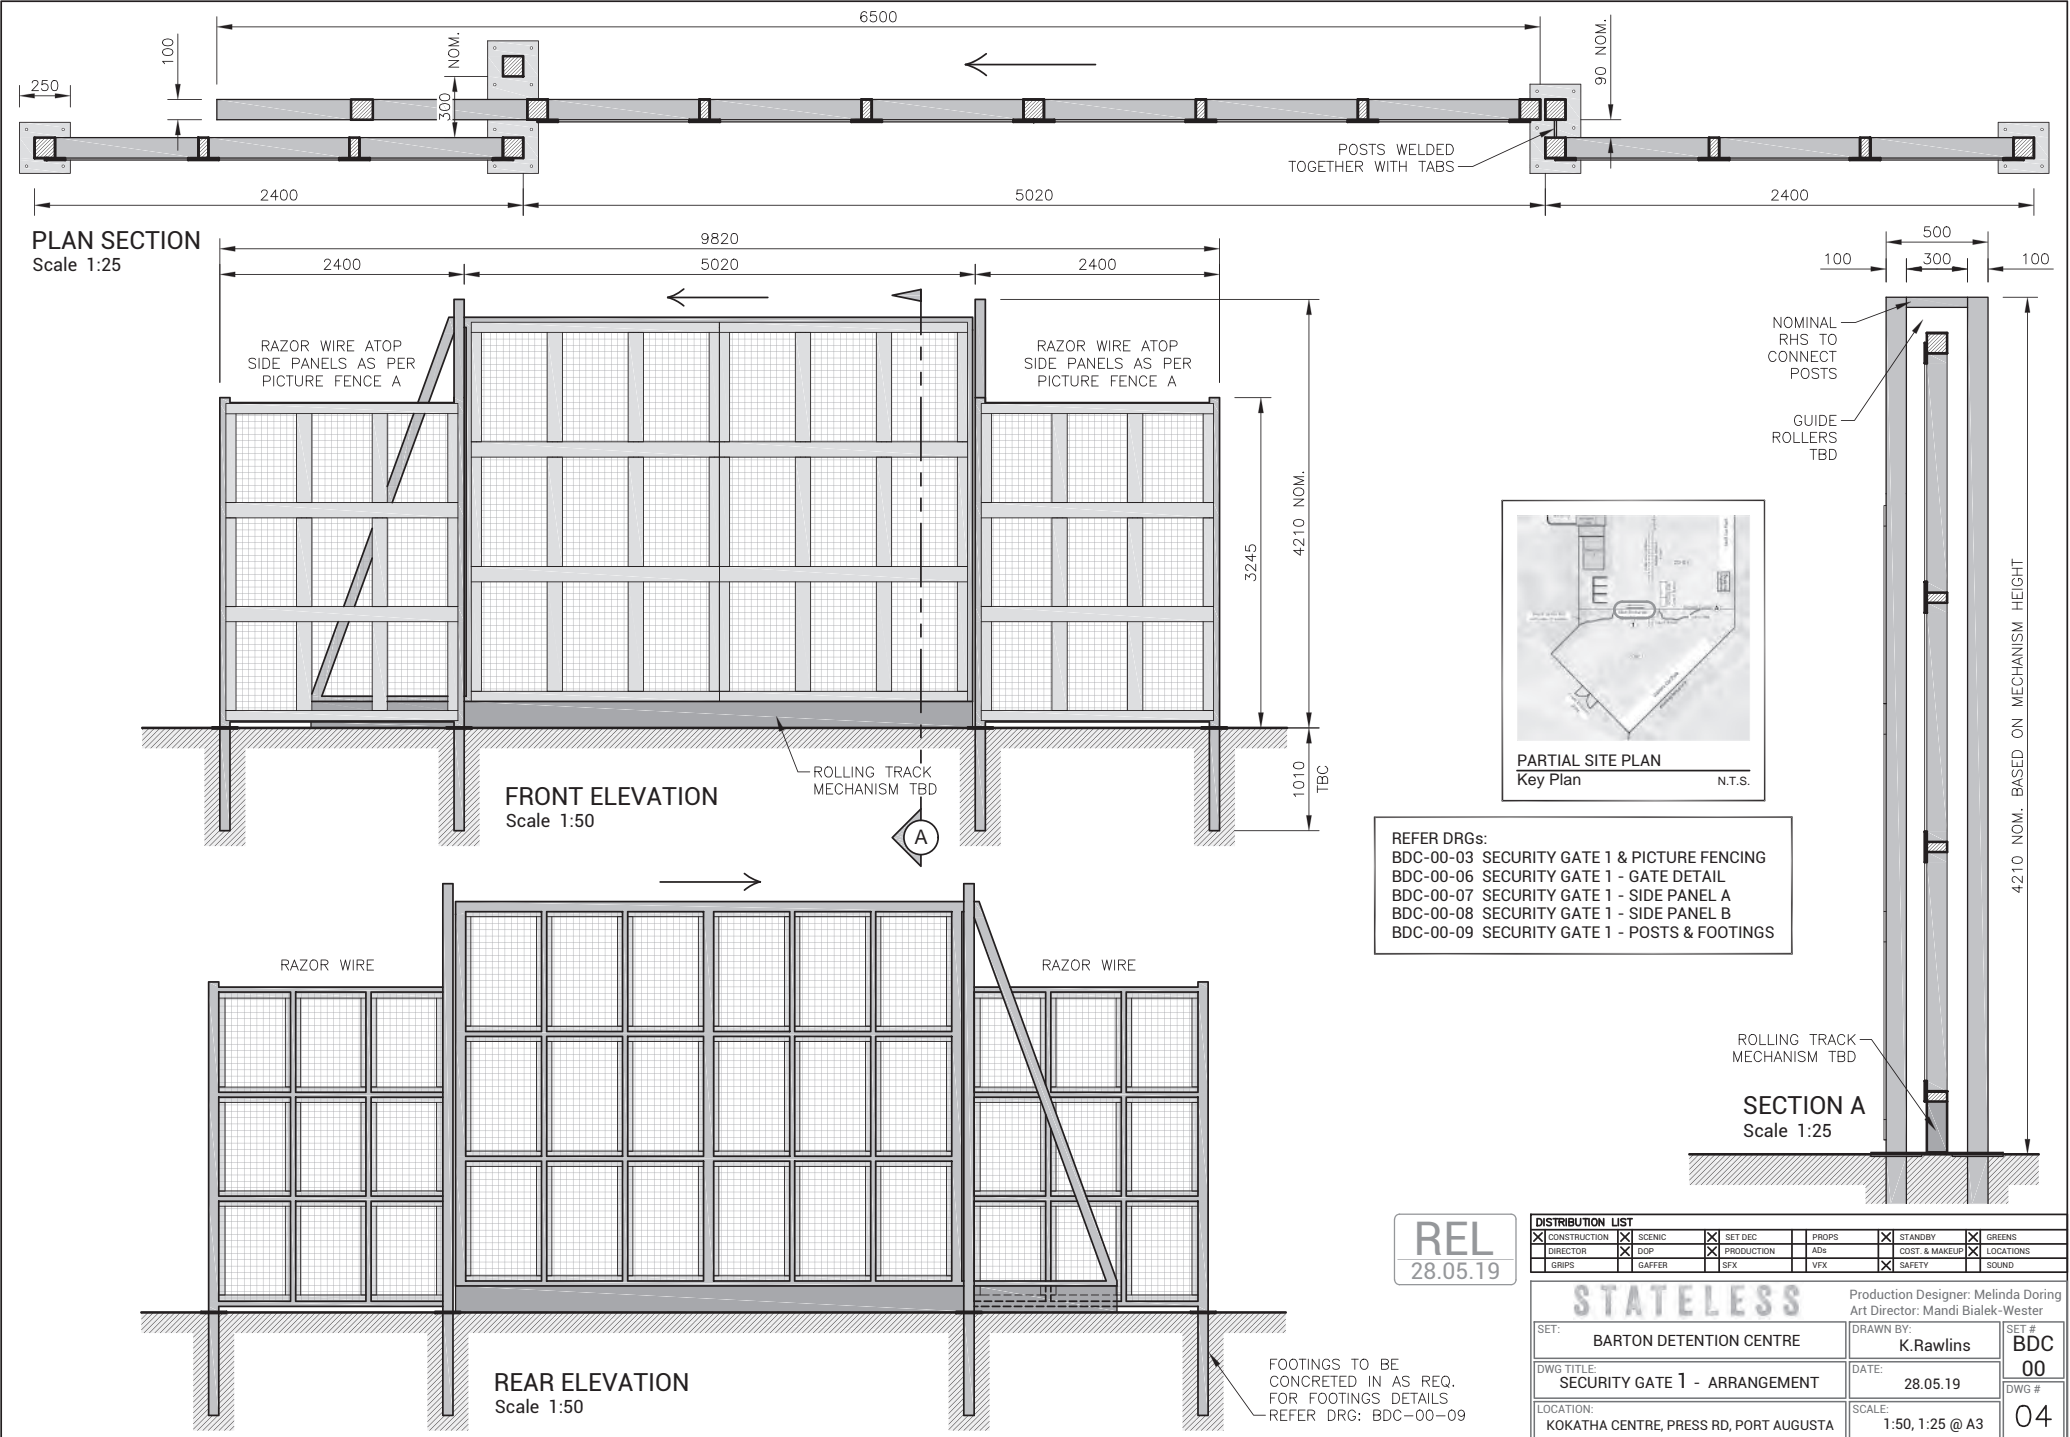 6500
100
NOM.
300
90 NOM.
250
POSTS WELDED
TOGETHER WITH TABS
2400
5020
2400
PLAN SECTION
Scale 1:25
9820
2400
5020
2400
RAZOR WIRE ATOP
SIDE PANELS AS PER
PICTURE FENCE A
RAZOR WIRE ATOP
SIDE PANELS AS PER
PICTURE FENCE A
3245
4210 NOM.
1010
TBC
ROLLING TRACK
MECHANISM TBD
FRONT ELEVATION
Scale 1:50
A
500
100
300
100
NOMINAL
RHS TO
CONNECT
POSTS
GUIDE
ROLLERS
TBD
4210 NOM. BASED ON MECHANISM HEIGHT
ROLLING TRACK
MECHANISM TBD
SECTION A
Scale 1:25
PARTIAL SITE PLAN
Key Plan
N.T.S.
REFER DRGs:
BDC-00-03 SECURITY GATE 1 & PICTURE FENCING
BDC-00-06 SECURITY GATE 1 - GATE DETAIL
BDC-00-07 SECURITY GATE 1 - SIDE PANEL A
BDC-00-08 SECURITY GATE 1 - SIDE PANEL B
BDC-00-09 SECURITY GATE 1 - POSTS & FOOTINGS
RAZOR WIRE
RAZOR WIRE
REAR ELEVATION
Scale 1:50
FOOTINGS TO BE
CONCRETED IN AS REQ.
FOR FOOTINGS DETAILS
REFER DRG: BDC-00-09
REL
28.05.19
DISTRIBUTION LIST
X CONSTRUCTION X SCENIC X SET DEC PROPS X STANDBY X GREENS
DIRECTOR X DOP X PRODUCTION ADs COST. & MAKEUP X LOCATIONS
GRIPS GAFFER SFX VFX X SAFETY SOUND
STATELESS
Production Designer: Melinda Doring
Art Director: Mandi Bialek-Wester
SET:
BARTON DETENTION CENTRE
DRAWN BY:
K.Rawlins
SET #
BDC
00
DWG TITLE:
SECURITY GATE 1 - ARRANGEMENT
DATE:
28.05.19
DWG #
04
LOCATION:
KOKATHA CENTRE, PRESS RD, PORT AUGUSTA
SCALE:
1:50, 1:25 @ A3